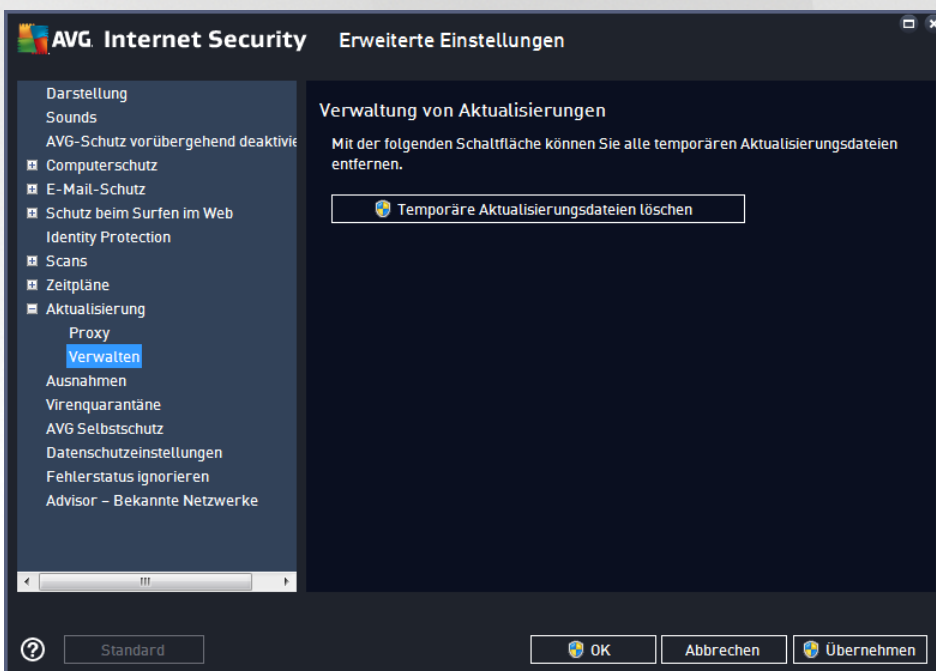 AVG Internet Security Erweiterte Einstellungen
Darstellung
Sounds
AVG-Schutz vorübergehend deaktivie
Computerschutz
E-Mail-Schutz
Schutz beim Surfen im Web
Identity Protection
Scans
Zeitpläne
Aktualisierung
Proxy
Verwalten
Ausnahmen
Virenquarantäne
AVG Selbstschutz
Datenschutzeinstellungen
Fehlerstatus ignorieren
Advisor – Bekannte Netzwerke
Verwaltung von Aktualisierungen
Mit der folgenden Schaltfläche können Sie alle temporären Aktualisierungsdateien
entfernen.
Temporäre Aktualisierungsdateien löschen
Standard
OK
Abbrechen
Übernehmen